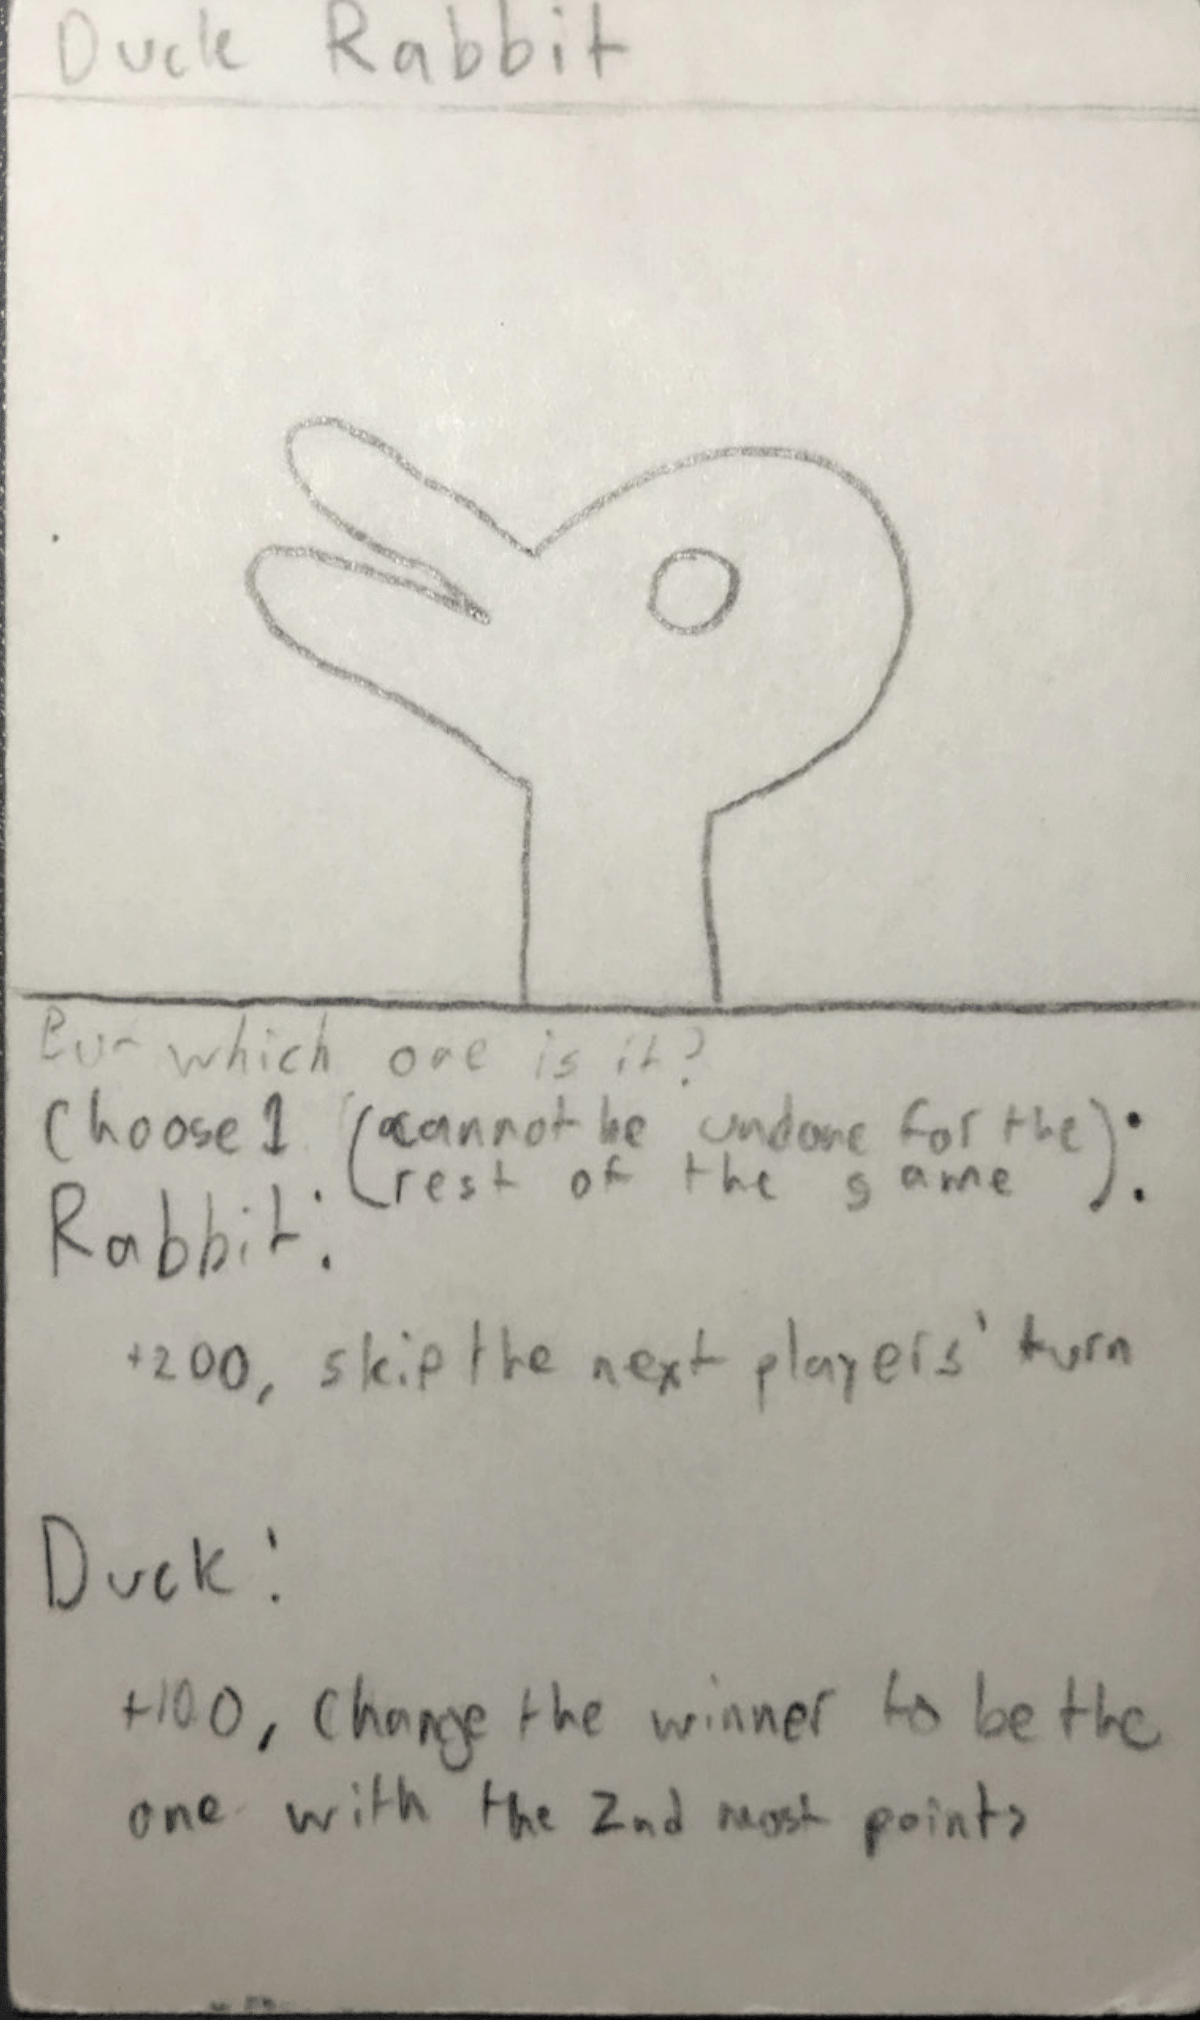 Duck Rabbit
But which one is it?
Choose 1 (cannot be undone for the
rest of the game):
Rabbit:
+200, skip the next players' turn
Duck:
+100, Change the winner to be the
one with the 2nd most points